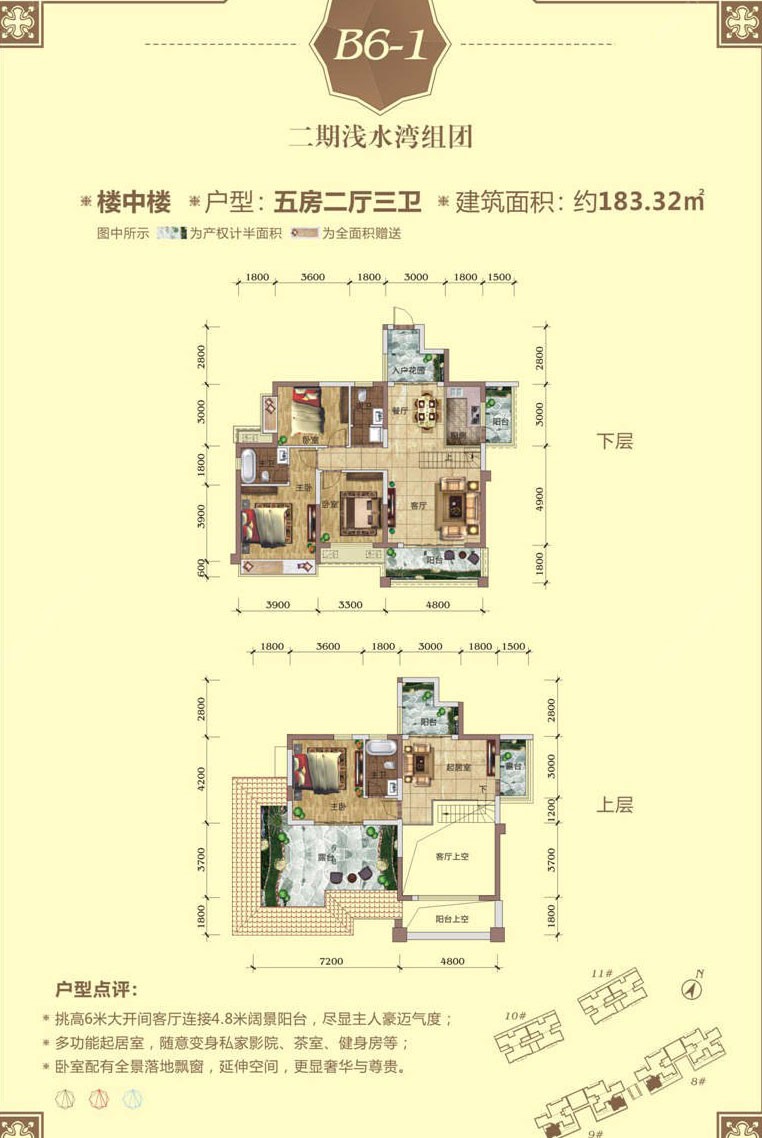 B6-1
二期浅水湾组团
※楼中楼 ※户型：五房二厅三卫 ※建筑面积：约183.32㎡
图中所示 为产权计半面积 为全面积赠送
1800 3600 1800 3000 1800 1500
2800 2800
入户花园
3000 3000
卧室 餐厅 阳台
下层
1800
主卫 上
主卧
3900 4900
卧室 客厅
600 1800
阳台
3900 3300 4800
1800 3600 1800 3000 1800 1500
2800 2800
阳台
4200 3000
主卫 起居室 露台
主卧 下
1200
上层
3700 3700
露台 客厅上空
1800 1800
阳台上空
7200 4800
户型点评：
※ 挑高6米大开间客厅连接4.8米阔景阳台，尽显主人豪迈气度；
※ 多功能起居室，随意变身私家影院、茶室、健身房等；
※ 卧室配有全景落地飘窗，延伸空间，更显奢华与尊贵。
11# N
10#
8#
9#